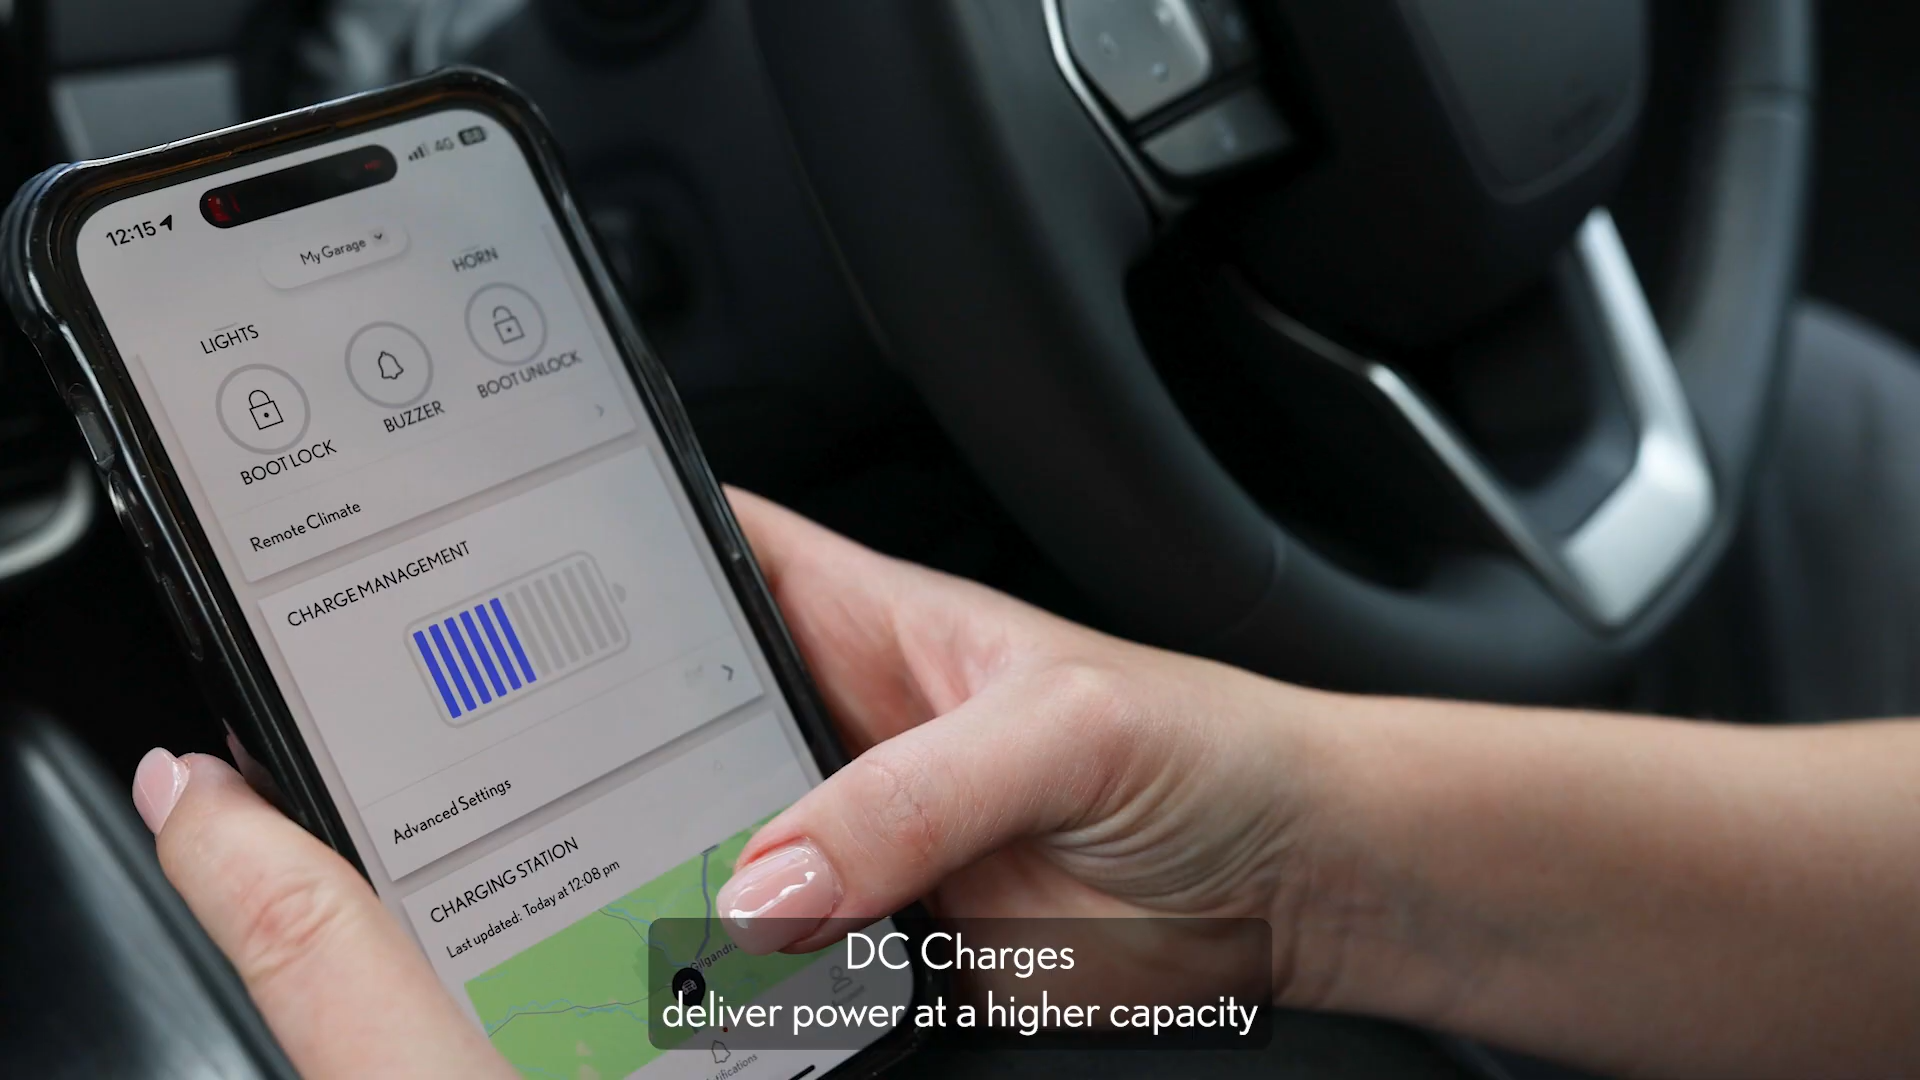 12:15
4G
My Garage
LIGHTS
HORN
BOOT LOCK
BUZZER
BOOT UNLOCK
Remote Climate
CHARGE MANAGEMENT
Advanced Settings
CHARGING STATION
Last updated: Today at 12:08 pm
DC Charges
deliver power at a higher capacity